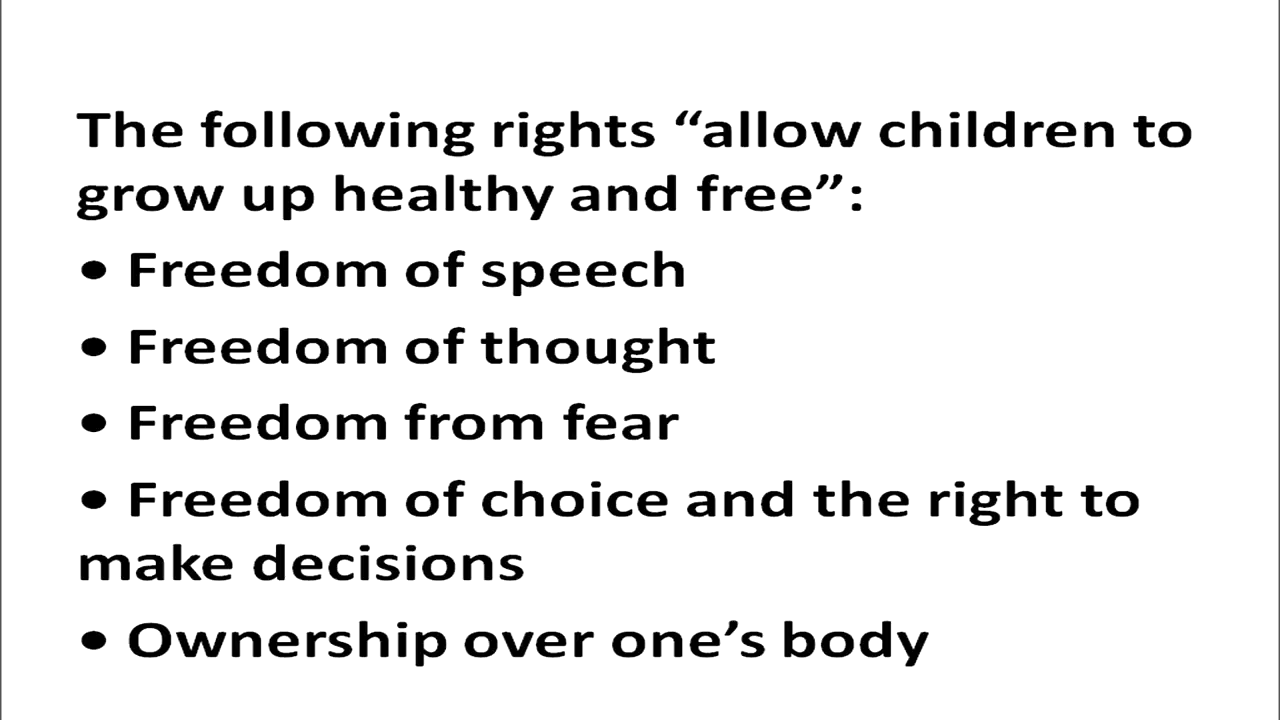 The following rights “allow children to
grow up healthy and free”:
• Freedom of speech
• Freedom of thought
• Freedom from fear
• Freedom of choice and the right to
make decisions
• Ownership over one’s body